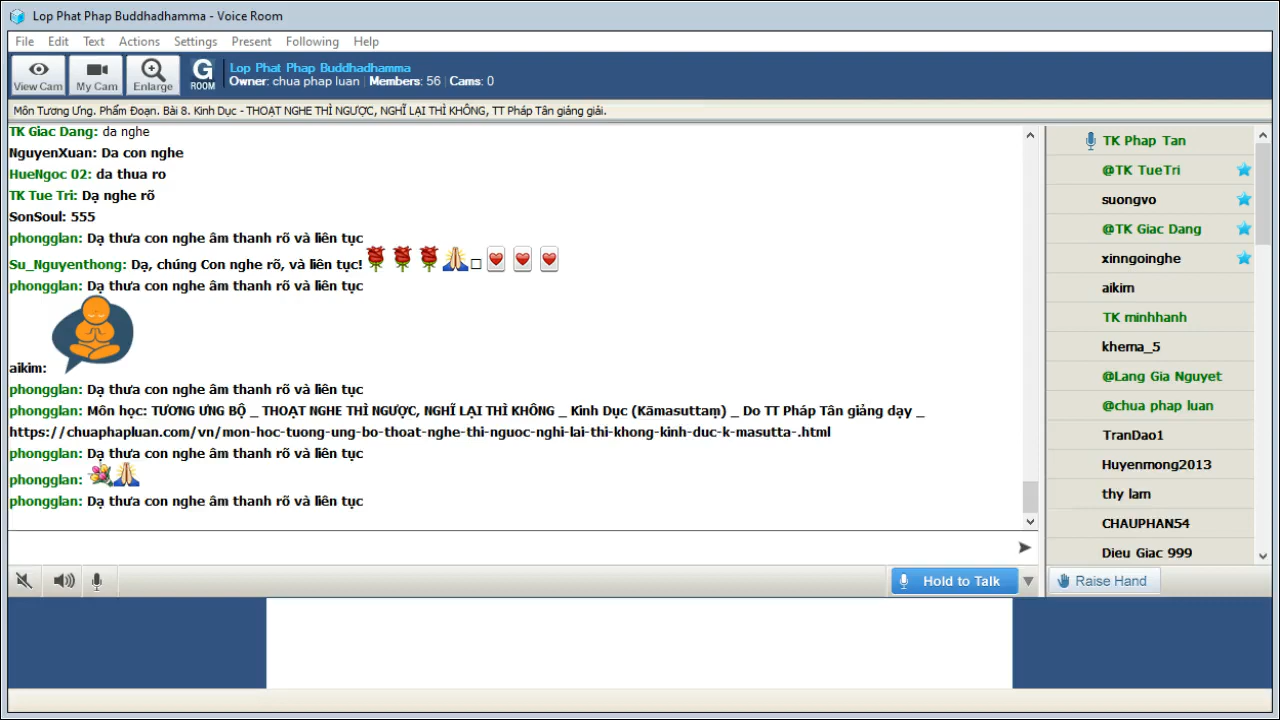 Lop Phat Phap Buddhadhamma - Voice Room
File Edit Text Actions Settings Present Following Help
View Cam My Cam Enlarge
G ROOM
Lop Phat Phap Buddhadhamma
Owner: chua phap luan | Members: 56 | Cams: 0
Môn Tương Ưng. Phẩm Đoạn. Bài 8. Kinh Dục - THOẠT NGHE THÌ NGƯỢC, NGHĨ LẠI THÌ KHÔNG, TT Pháp Tân giảng giải.
TK Giac Dang: da nghe
NguyenXuan: Da con nghe
HueNgoc 02: da thua ro
TK Tue Tri: Dạ nghe rõ
SonSoul: 555
phongglan: Dạ thưa con nghe âm thanh rõ và liên tục
Su_Nguyenthong: Dạ, chúng Con nghe rõ, và liên tục!
phongglan: Dạ thưa con nghe âm thanh rõ và liên tục
aikim:
phongglan: Dạ thưa con nghe âm thanh rõ và liên tục
phongglan: Môn học: TƯƠNG ƯNG BỘ _ THOẠT NGHE THÌ NGƯỢC, NGHĨ LẠI THÌ KHÔNG _ Kinh Dục (Kāmasuttaṃ) _ Do TT Pháp Tân giảng dạy _
https://chuaphapluan.com/vn/mon-hoc-tuong-ung-bo-thoat-nghe-thi-nguoc-nghi-lai-thi-khong-kinh-duc-k-masutta-.html
phongglan: Dạ thưa con nghe âm thanh rõ và liên tục
phongglan:
phongglan: Dạ thưa con nghe âm thanh rõ và liên tục
TK Phap Tan
@TK TueTri
suongvo
@TK Giac Dang
xinngoinghe
aikim
TK minhhanh
khema_5
@Lang Gia Nguyet
@chua phap luan
TranDao1
Huyenmong2013
thy lam
CHAUPHAN54
Dieu Giac 999
Hold to Talk
Raise Hand